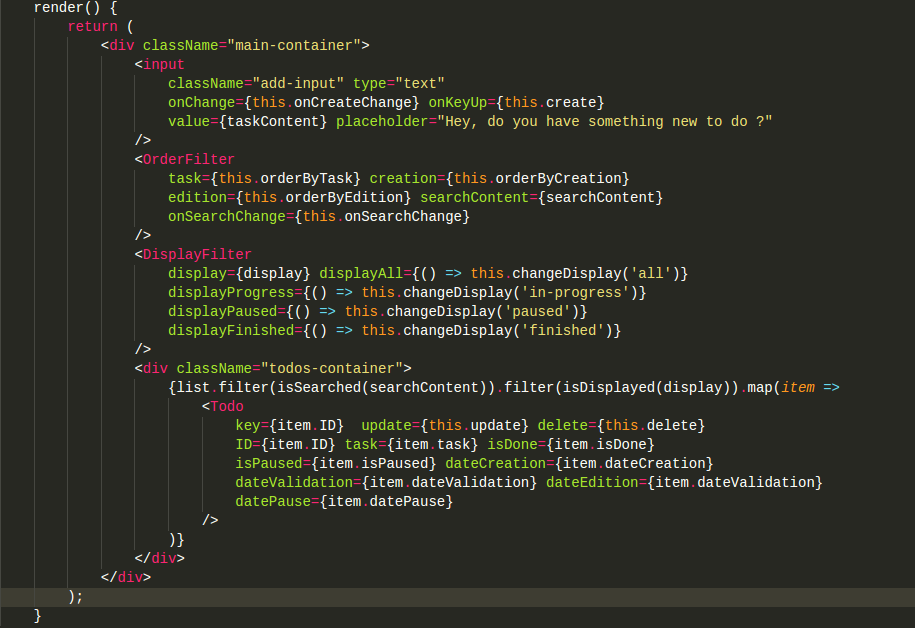 render() {
return (
<div className="main-container">
<input
className="add-input" type="text"
onChange={this.onCreateChange} onKeyUp={this.create}
value={taskContent} placeholder="Hey, do you have something new to do ?"
/>
<OrderFilter
task={this.orderByTask} creation={this.orderByCreation}
edition={this.orderByEdition} searchContent={searchContent}
onSearchChange={this.onSearchChange}
/>
<DisplayFilter
display={display} displayAll={() => this.changeDisplay('all')}
displayProgress={() => this.changeDisplay('in-progress')}
displayPaused={() => this.changeDisplay('paused')}
displayFinished={() => this.changeDisplay('finished')}
/>
<div className="todos-container">
{list.filter(isSearched(searchContent)).filter(isDisplayed(display)).map(item =>
<Todo
key={item.ID}  update={this.update} delete={this.delete}
ID={item.ID} task={item.task} isDone={item.isDone}
isPaused={item.isPaused} dateCreation={item.dateCreation}
dateValidation={item.dateValidation} dateEdition={item.dateValidation}
datePause={item.datePause}
/>
)}
</div>
</div>
);
}